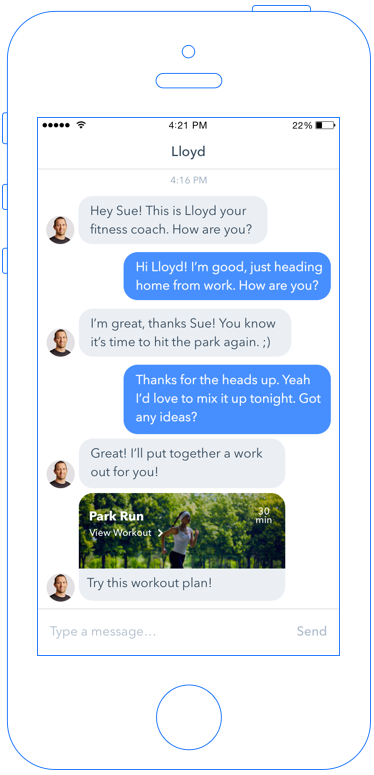 4:21 PM
22%
Lloyd
4:16 PM
Hey Sue! This is Lloyd your
fitness coach. How are you?
Hi Lloyd! I’m good, just heading
home from work. How are you?
I’m great, thanks Sue! You know
it’s time to hit the park again. ;)
Thanks for the heads up. Yeah
I’d love to mix it up tonight. Got
any ideas?
Great! I’ll put together a work
out for you!
Park Run
30
min
View Workout
Try this workout plan!
Type a message…
Send